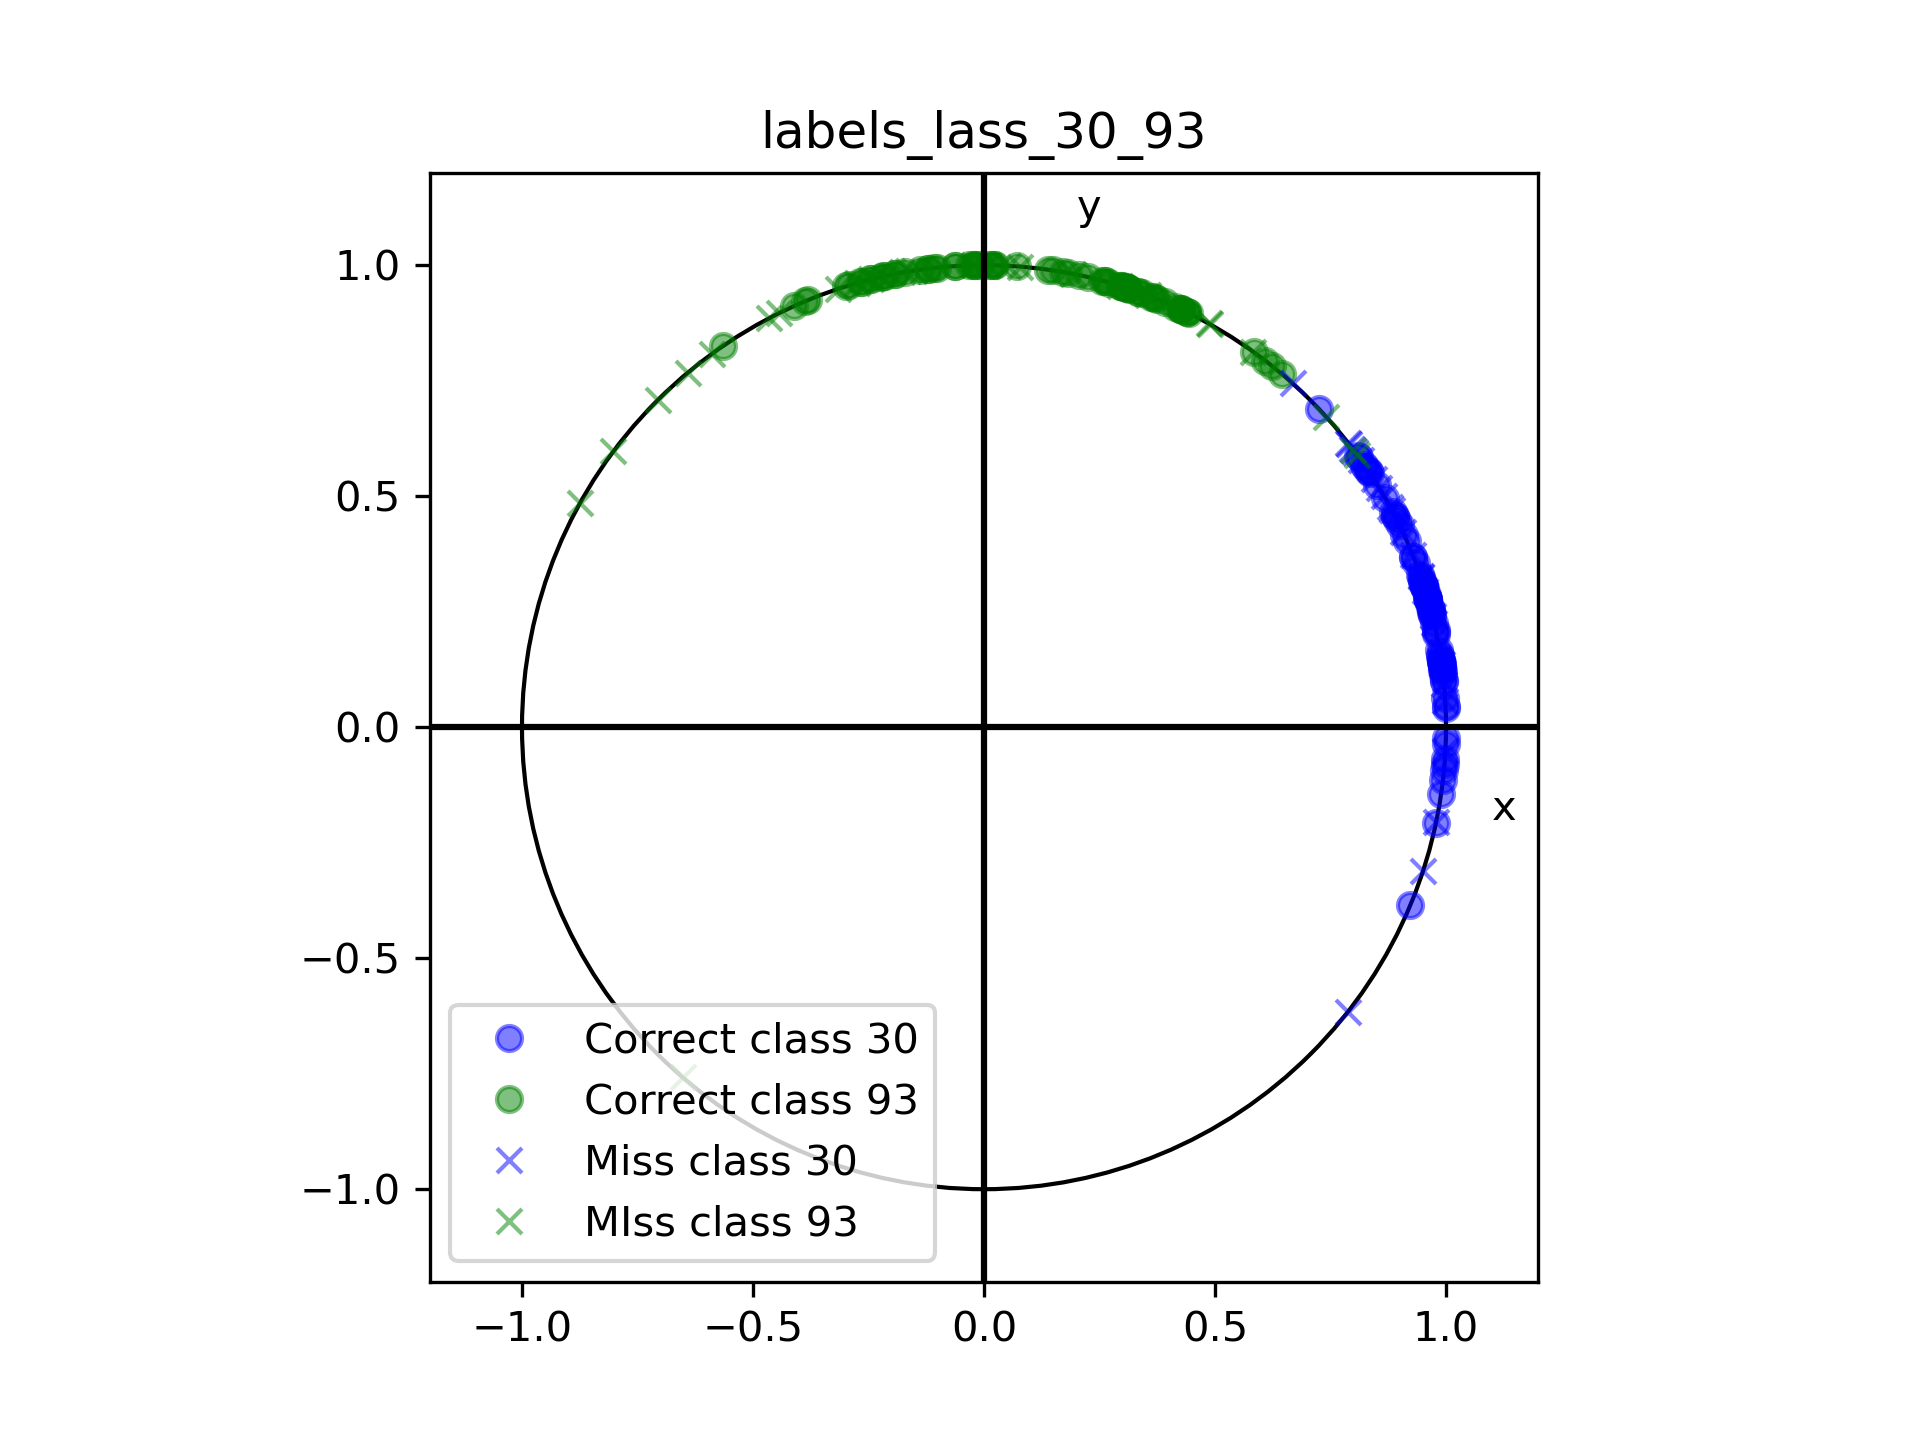 labels_lass_30_93
y
1.0
0.5
0.0
x
−0.5
−1.0
Correct class 30
Correct class 93
Miss class 30
MIss class 93
−1.0 −0.5 0.0 0.5 1.0